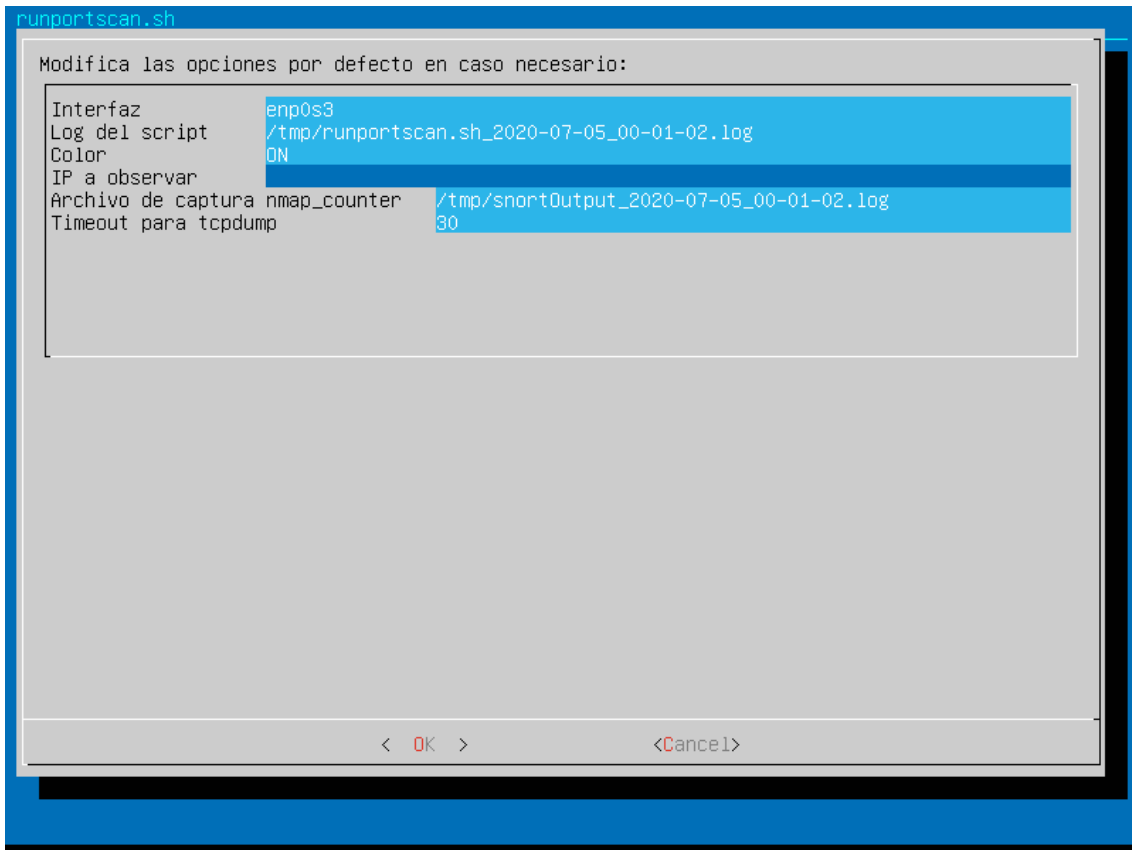 runportscan.sh
Modifica las opciones por defecto en caso necesario:
Interfaz enp0s3
Log del script /tmp/runportscan.sh_2020-07-05_00-01-02.log
Color ON
IP a observar
Archivo de captura nmap_counter /tmp/snortOutput_2020-07-05_00-01-02.log
Timeout para tcpdump 30
< OK > <Cancel>